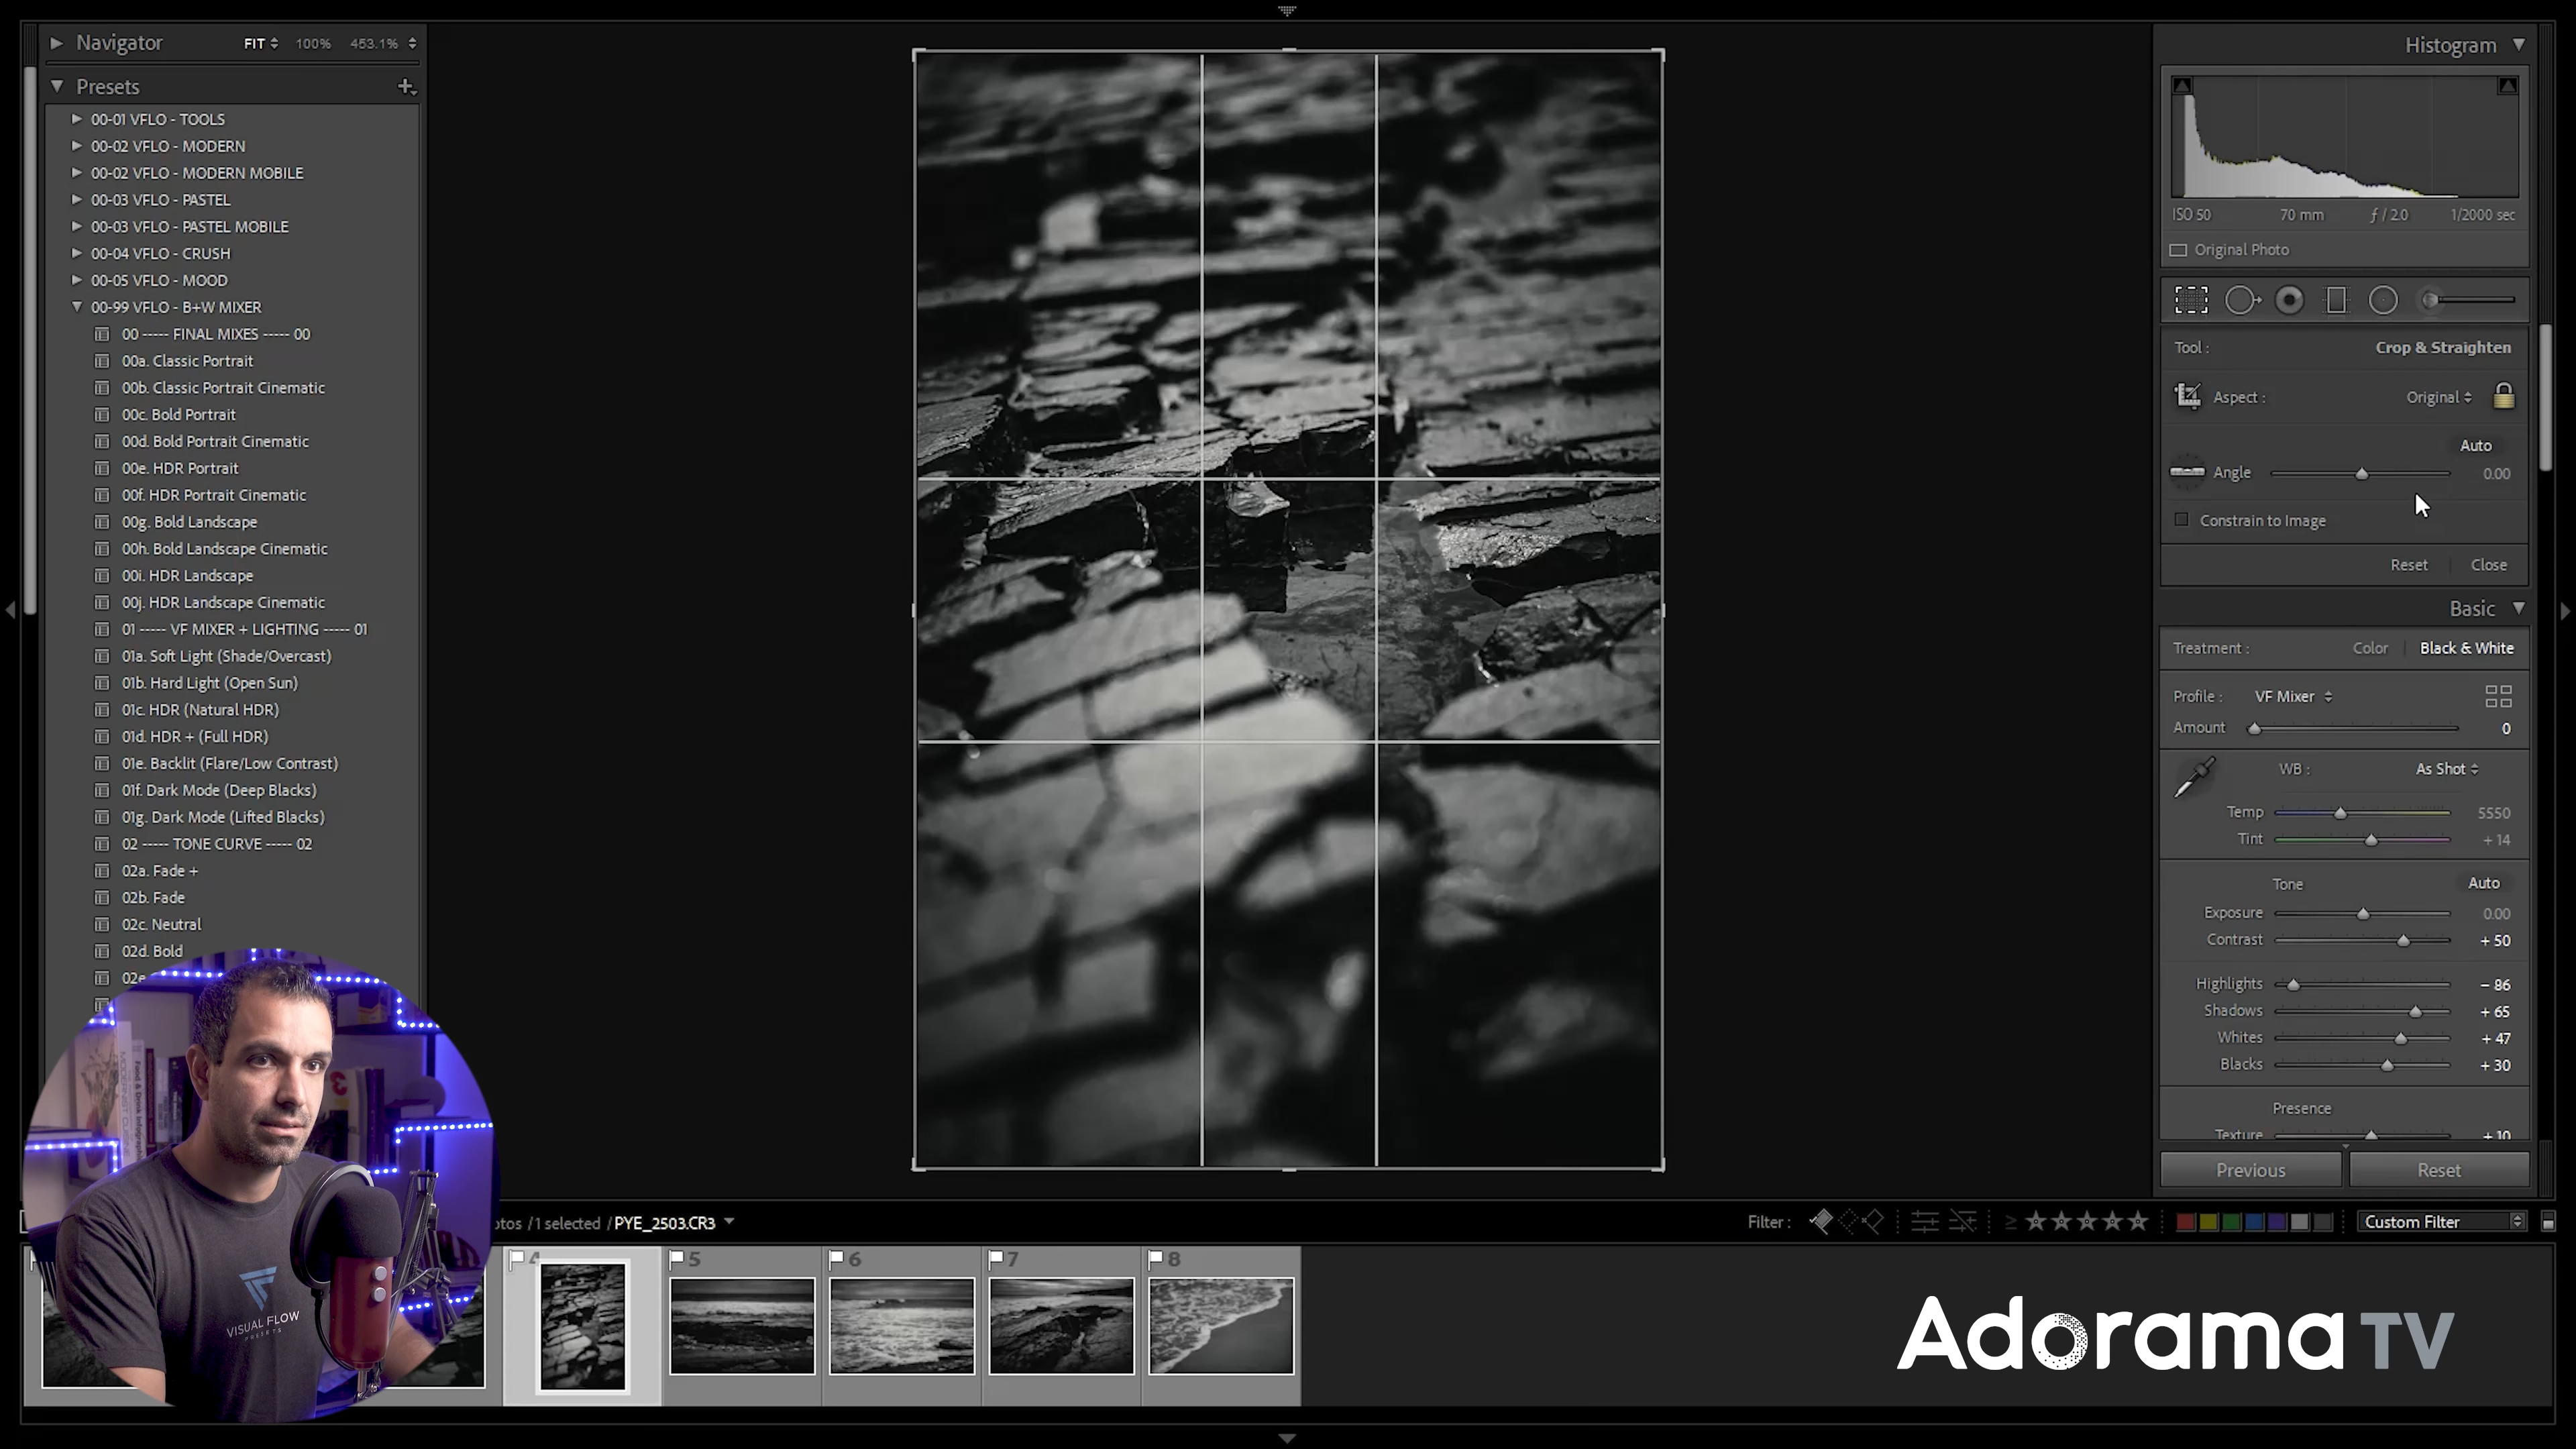 Navigator FIT 100% 453.1%
Presets
00-01 VFLO - TOOLS
00-02 VFLO - MODERN
00-02 VFLO - MODERN MOBILE
00-03 VFLO - PASTEL
00-03 VFLO - PASTEL MOBILE
00-04 VFLO - CRUSH
00-05 VFLO - MOOD
00-99 VFLO - B+W MIXER
00 ----- FINAL MIXES ----- 00
00a. Classic Portrait
00b. Classic Portrait Cinematic
00c. Bold Portrait
00d. Bold Portrait Cinematic
00e. HDR Portrait
00f. HDR Portrait Cinematic
00g. Bold Landscape
00h. Bold Landscape Cinematic
00i. HDR Landscape
00j. HDR Landscape Cinematic
01 ----- VF MIXER + LIGHTING ----- 01
01a. Soft Light (Shade/Overcast)
01b. Hard Light (Open Sun)
01c. HDR (Natural HDR)
01d. HDR + (Full HDR)
01e. Backlit (Flare/Low Contrast)
01f. Dark Mode (Deep Blacks)
01g. Dark Mode (Lifted Blacks)
02 ----- TONE CURVE ----- 02
02a. Fade +
02b. Fade
02c. Neutral
02d. Bold
02e
VISUAL FLOW
PRESETS
Histogram
ISO 50 70 mm ƒ / 2.0 1/2000 sec
Original Photo
Tool : Crop & Straighten
Aspect : Original
Auto
Angle 0.00
Constrain to Image
Reset Close
Basic
Treatment : Color Black & White
Profile : VF Mixer
Amount 0
WB : As Shot
Temp 5550
Tint + 14
Tone Auto
Exposure 0.00
Contrast + 50
Highlights – 86
Shadows + 65
Whites + 47
Blacks + 30
Presence
Texture + 10
Previous Reset
otos / 1 selected / PYE_2503.CR3
Filter : ≥ Custom Filter
4 5 6 7 8
Adorama TV